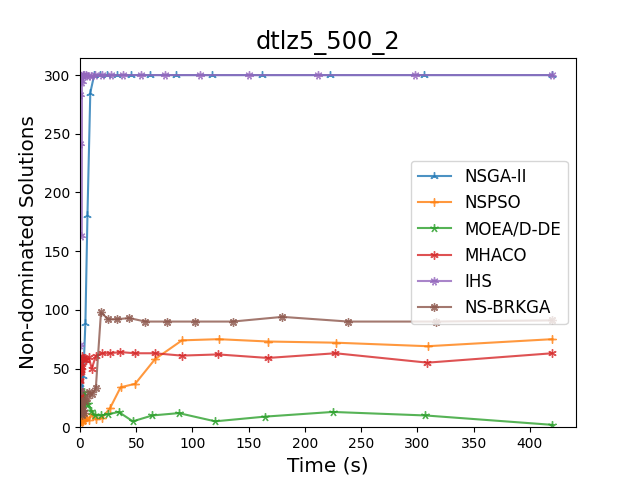 dtlz5_500_2
Non-dominated Solutions
300
250
200
150
100
50
0
NSGA-II
NSPSO
MOEA/D-DE
MHACO
IHS
NS-BRKGA
0 50 100 150 200 250 300 350 400
Time (s)